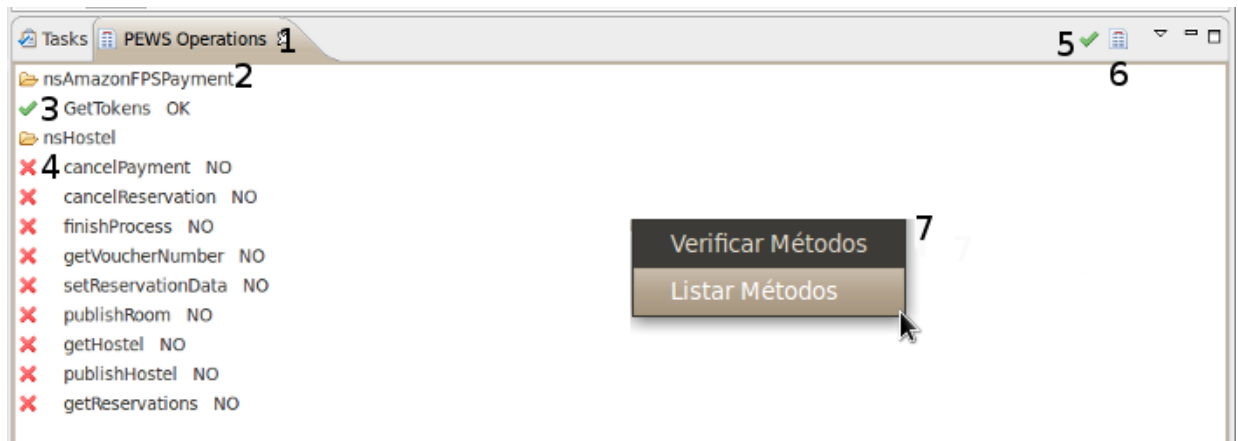 Tasks PEWS Operations 1 5
nsAmazonFPSPayment 2 6
3 GetTokens OK
nsHostel
4 cancelPayment NO
cancelReservation NO
finishProcess NO
getVoucherNumber NO
setReservationData NO
publishRoom NO
getHostel NO
publishHostel NO
getReservations NO
Verificar Métodos 7
7
Listar Métodos